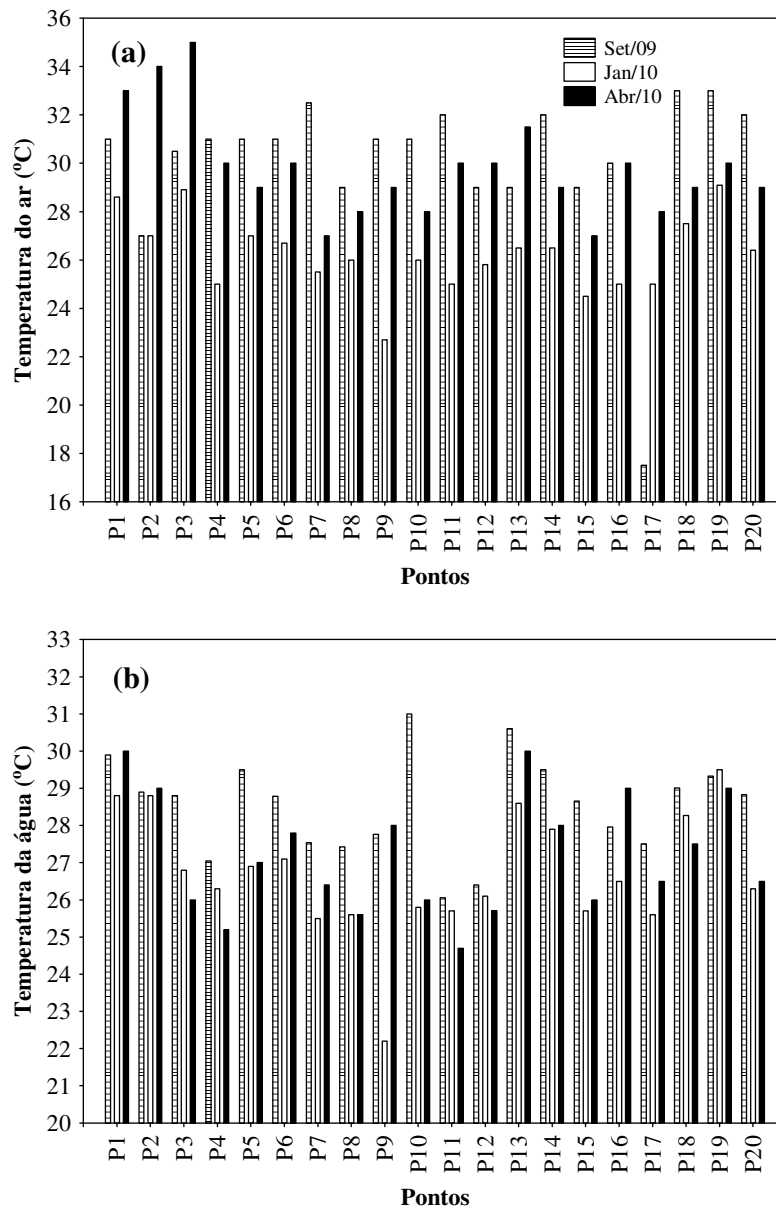 (a)
Set/09
Jan/10
Abr/10
Temperatura do ar (ºC)
36
34
32
30
28
26
24
22
20
18
16
P1 P2 P3 P4 P5 P6 P7 P8 P9 P10 P11 P12 P13 P14 P15 P16 P17 P18 P19 P20
Pontos
(b)
Temperatura da água (ºC)
33
32
31
30
29
28
27
26
25
24
23
22
21
20
P1 P2 P3 P4 P5 P6 P7 P8 P9 P10 P11 P12 P13 P14 P15 P16 P17 P18 P19 P20
Pontos